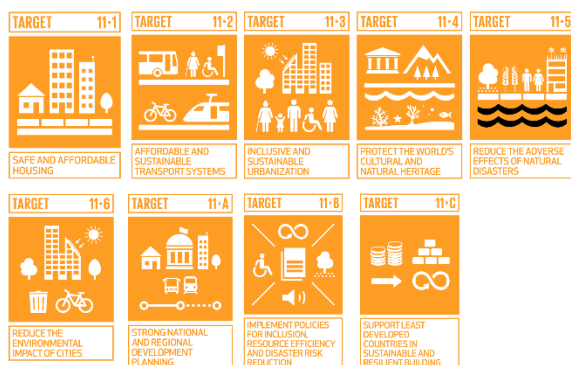 TARGET 11·1
SAFE AND AFFORDABLE
HOUSING
TARGET 11·2
AFFORDABLE AND
SUSTAINABLE
TRANSPORT SYSTEMS
TARGET 11·3
INCLUSIVE AND
SUSTAINABLE
URBANIZATION
TARGET 11·4
PROTECT THE WORLD'S
CULTURAL AND
NATURAL HERITAGE
TARGET 11·5
REDUCE THE ADVERSE
EFFECTS OF NATURAL
DISASTERS
TARGET 11·6
REDUCE THE
ENVIRONMENTAL
IMPACT OF CITIES
TARGET 11·A
STRONG NATIONAL
AND REGIONAL
DEVELOPMENT
PLANNING
TARGET 11·B
IMPLEMENT POLICIES
FOR INCLUSION,
RESOURCE EFFICIENCY
AND DISASTER RISK
REDUCTION
TARGET 11·C
SUPPORT LEAST
DEVELOPED
COUNTRIES IN
SUSTAINABLE AND
RESILIENT BUILDING